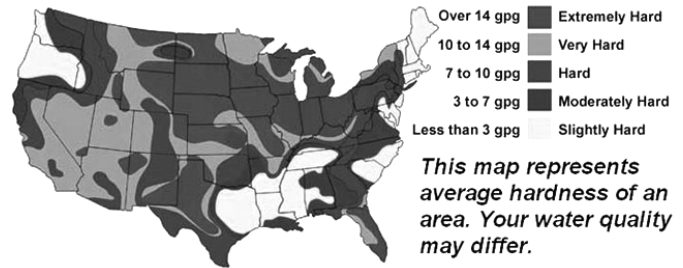 Over 14 gpg Extremely Hard
10 to 14 gpg Very Hard
7 to 10 gpg Hard
3 to 7 gpg Moderately Hard
Less than 3 gpg Slightly Hard
This map represents
average hardness of an
area. Your water quality
may differ.